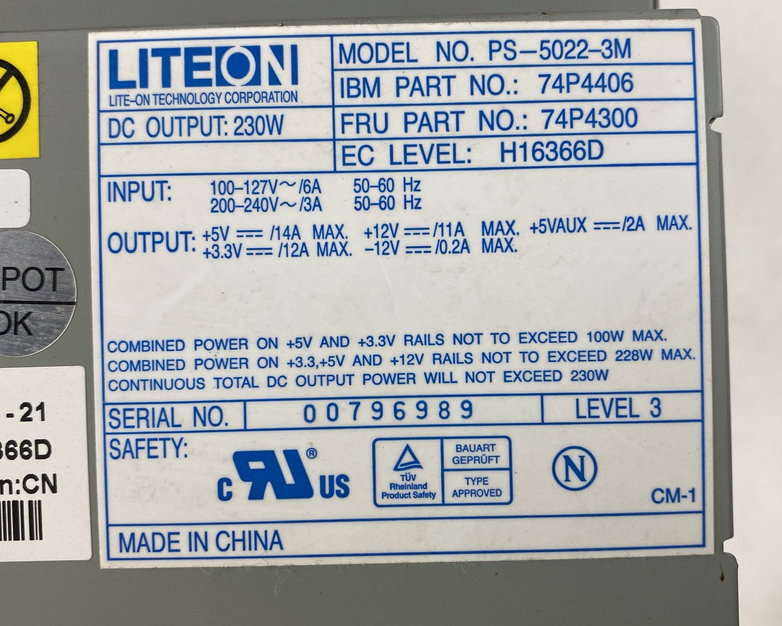 LITEON
LITE-ON TECHNOLOGY CORPORATION
MODEL NO. PS-5022-3M
IBM PART NO.: 74P4406
DC OUTPUT: 230W
FRU PART NO.: 74P4300
EC LEVEL: H16366D
INPUT: 100-127V~/6A 50-60 Hz
200-240V~/3A 50-60 Hz
OUTPUT: +5V ⎓/14A MAX. +12V ⎓/11A MAX. +5VAUX ⎓/2A MAX.
+3.3V ⎓/12A MAX. -12V ⎓/0.2A MAX.
COMBINED POWER ON +5V AND +3.3V RAILS NOT TO EXCEED 100W MAX.
COMBINED POWER ON +3.3,+5V AND +12V RAILS NOT TO EXCEED 228W MAX.
CONTINUOUS TOTAL DC OUTPUT POWER WILL NOT EXCEED 230W
SERIAL NO. 00796989 LEVEL 3
SAFETY:
c RU ® US
TÜV
Rheinland
Product Safety
BAUART
GEPRÜFT
TYPE
APPROVED
N
CM-1
MADE IN CHINA
POT
OK
-21
366D
n:CN